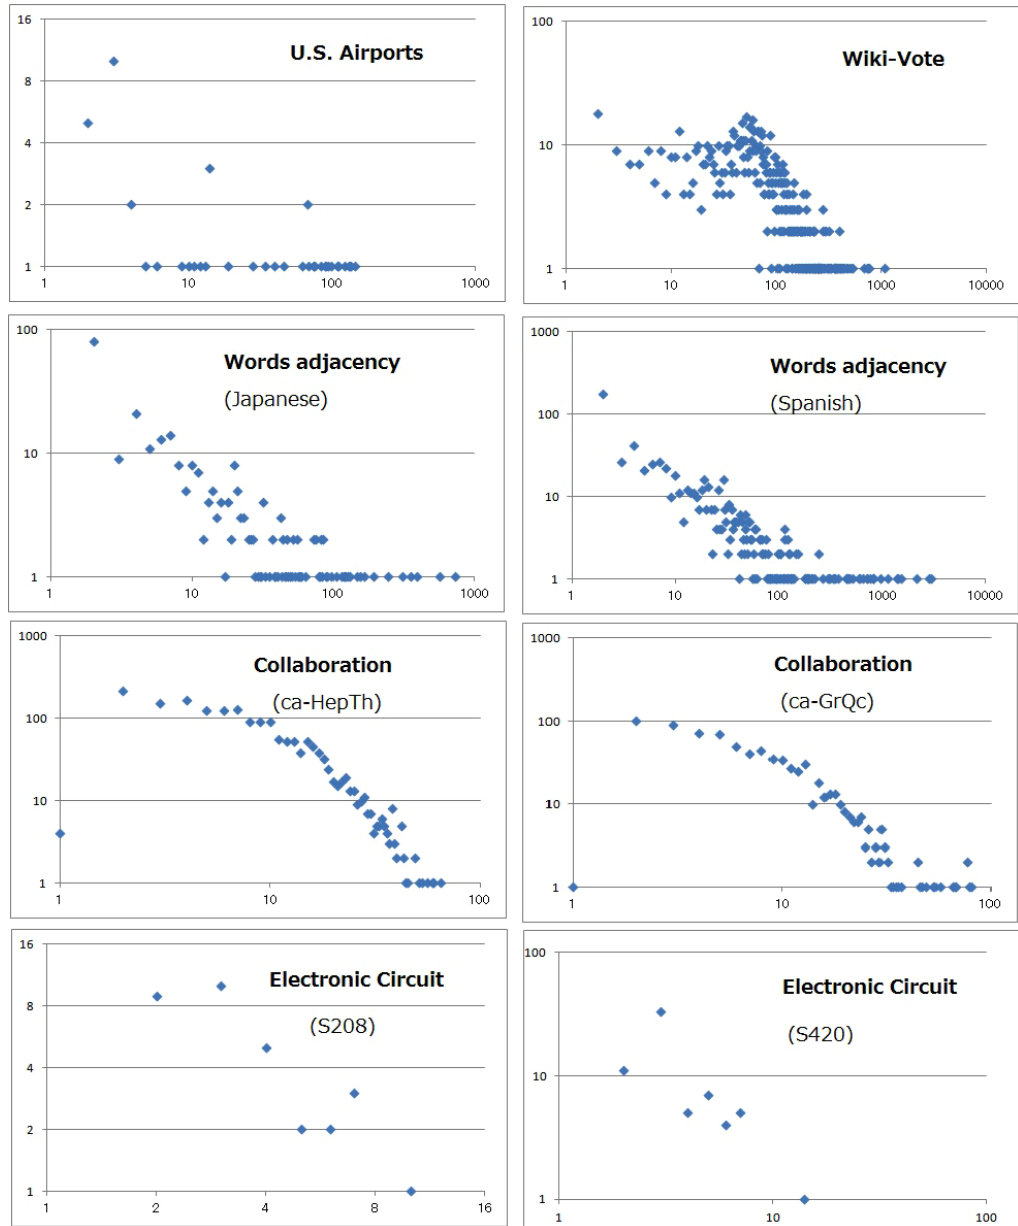 U.S. Airports
16
8
4
2
1
1 10 100 1000
Wiki-Vote
100
10
1
1 10 100 1000 10000
Words adjacency
(Japanese)
100
10
1
1 10 100 1000
Words adjacency
(Spanish)
1000
100
10
1
1 10 100 1000 10000
Collaboration
(ca-HepTh)
1000
100
10
1
1 10 100
Collaboration
(ca-GrQc)
1000
100
10
1
1 10 100
Electronic Circuit
(S208)
16
8
4
2
1
1 2 4 8 16
Electronic Circuit
(S420)
100
10
1
1 10 100